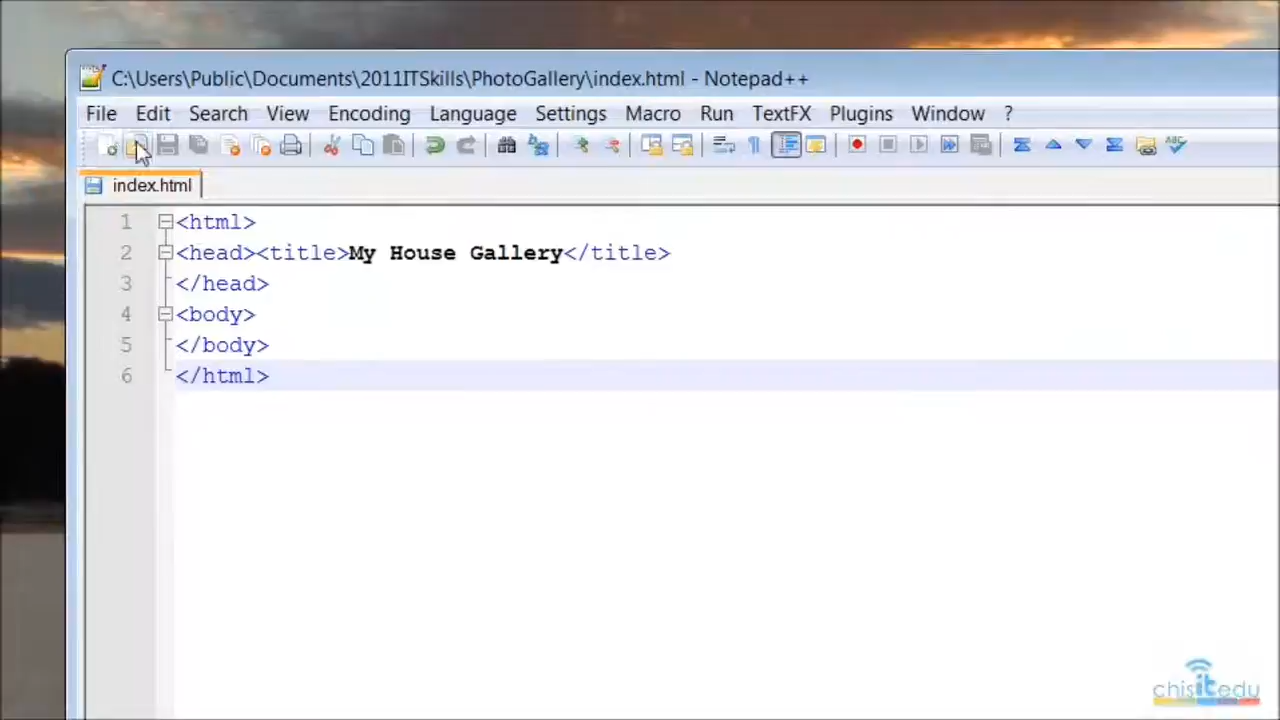 C:\Users\Public\Documents\2011ITSkills\PhotoGallery\index.html - Notepad++
File Edit Search View Encoding Language Settings Macro Run TextFX Plugins Window ?
index.html
1 <html>
2 <head><title>My House Gallery</title>
3 </head>
4 <body>
5 </body>
6 </html>
chisitedu